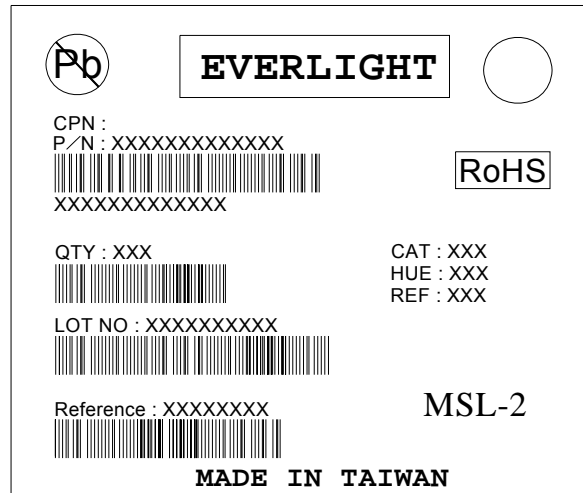 Pb
EVERLIGHT
CPN :
P/N : XXXXXXXXXXXXX
RoHS
XXXXXXXXXXXXX
QTY : XXX
CAT : XXX
HUE : XXX
REF : XXX
LOT NO : XXXXXXXXXX
Reference : XXXXXXXX
MSL-2
MADE IN TAIWAN